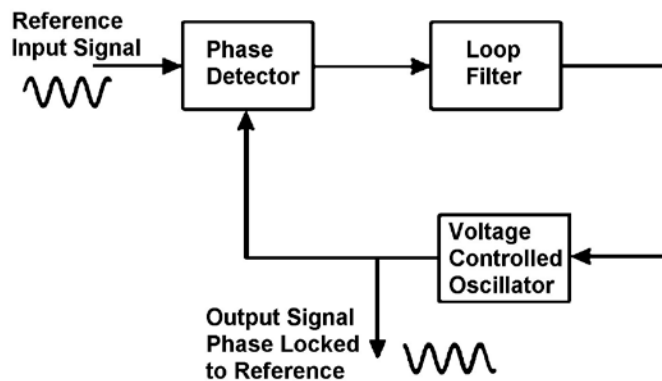 Reference
Input Signal
Phase
Detector
Loop
Filter
Voltage
Controlled
Oscillator
Output Signal
Phase Locked
to Reference